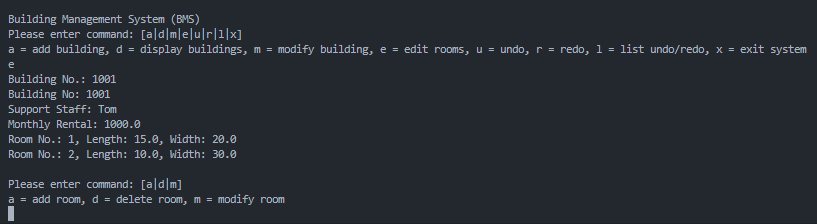 Building Management System (BMS)
Please enter command: [a|d|m|e|u|r|l|x]
a = add building, d = display buildings, m = modify building, e = edit rooms, u = undo, r = redo, l = list undo/redo, x = exit system
e
Building No.: 1001
Building No: 1001
Support Staff: Tom
Monthly Rental: 1000.0
Room No.: 1, Length: 15.0, Width: 20.0
Room No.: 2, Length: 10.0, Width: 30.0
Please enter command: [a|d|m]
a = add room, d = delete room, m = modify room